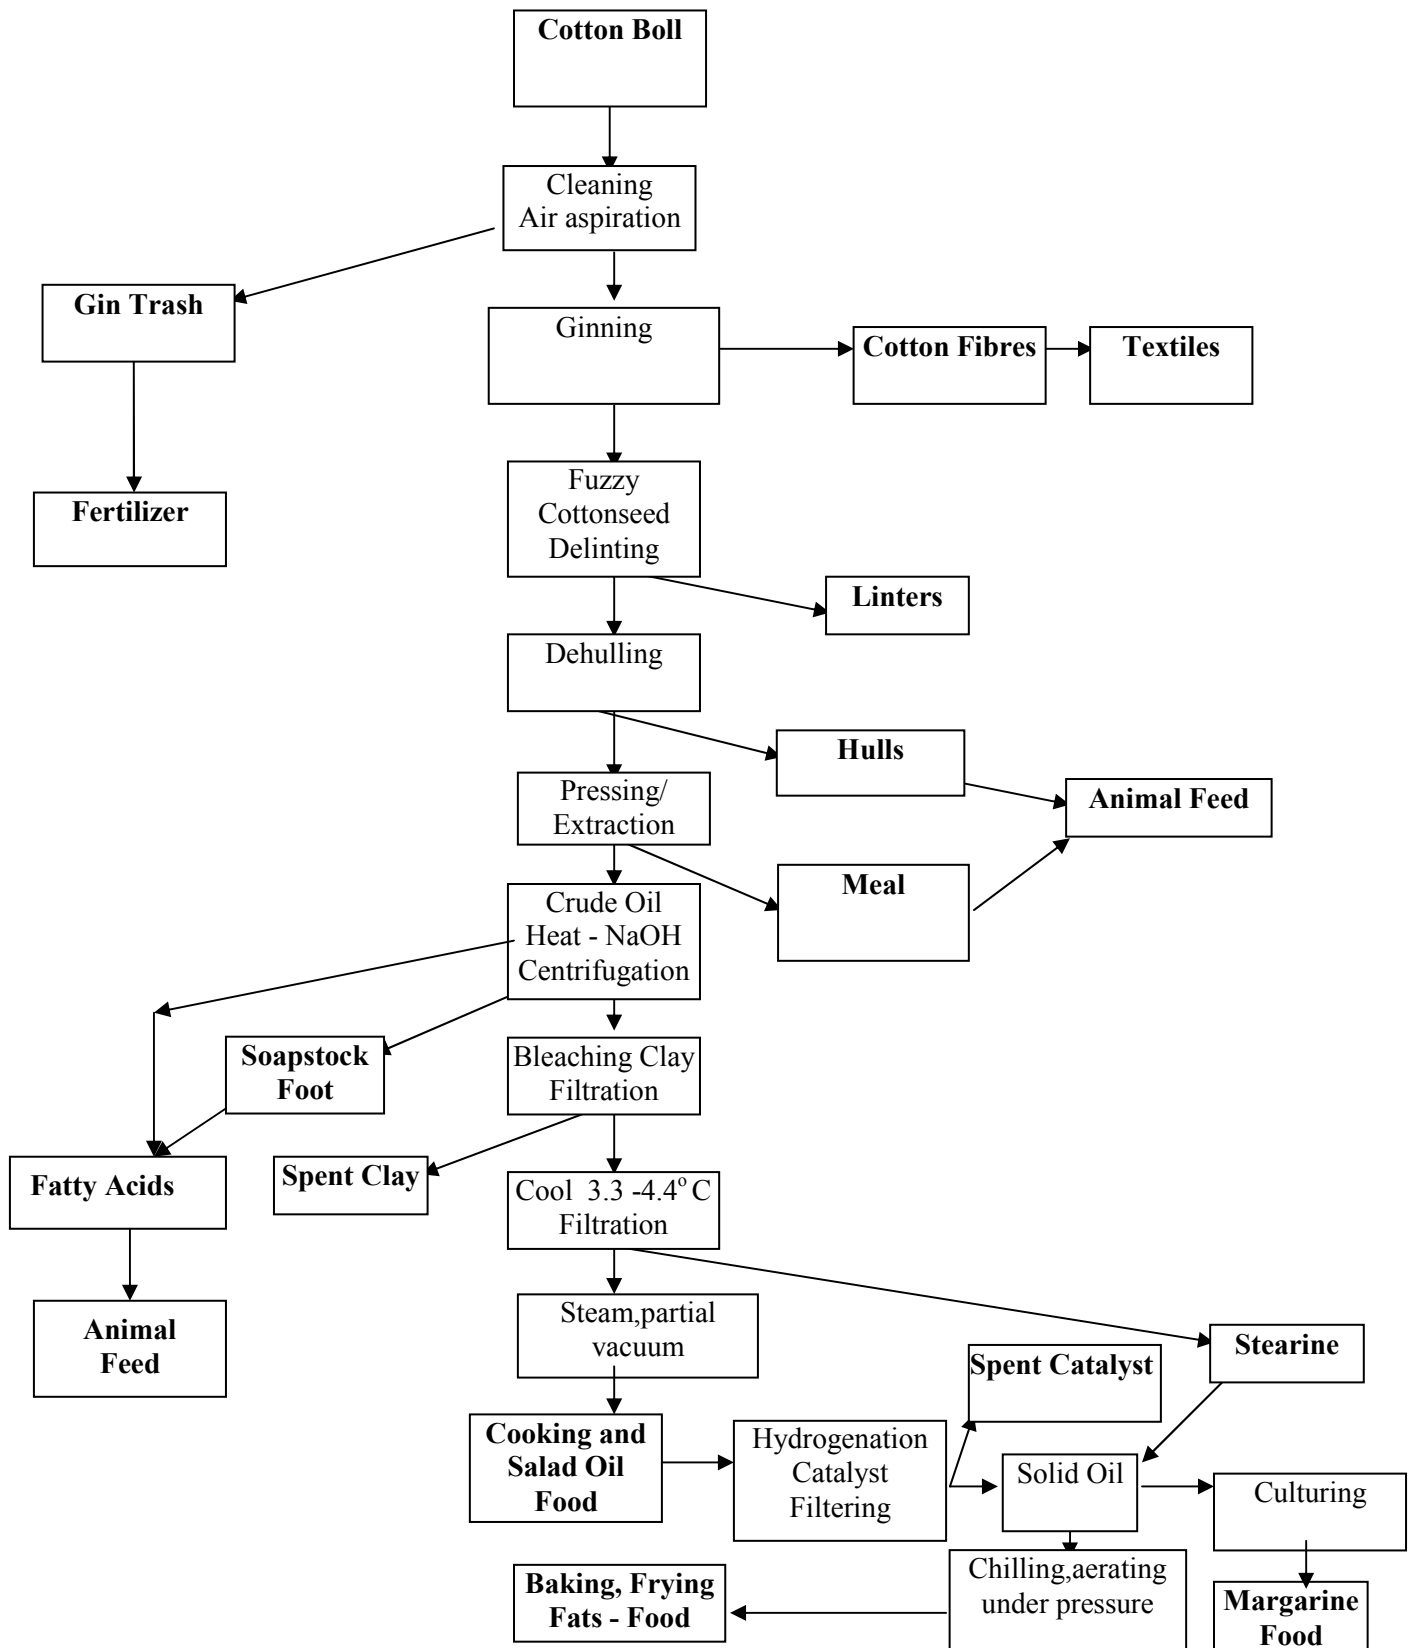 Cotton Boll
Cleaning
Air aspiration
Gin Trash
Ginning
Cotton Fibres
Textiles
Fuzzy
Cottonseed
Delinting
Fertilizer
Linters
Dehulling
Hulls
Pressing/
Extraction
Animal Feed
Meal
Crude Oil
Heat - NaOH
Centrifugation
Soapstock
Foot
Bleaching Clay
Filtration
Fatty Acids
Spent Clay
Cool 3.3 -4.4° C
Filtration
Animal
Feed
Steam,partial
vacuum
Stearine
Spent Catalyst
Cooking and
Salad Oil
Food
Hydrogenation
Catalyst
Filtering
Solid Oil
Culturing
Baking, Frying
Fats - Food
Chilling,aerating
under pressure
Margarine
Food